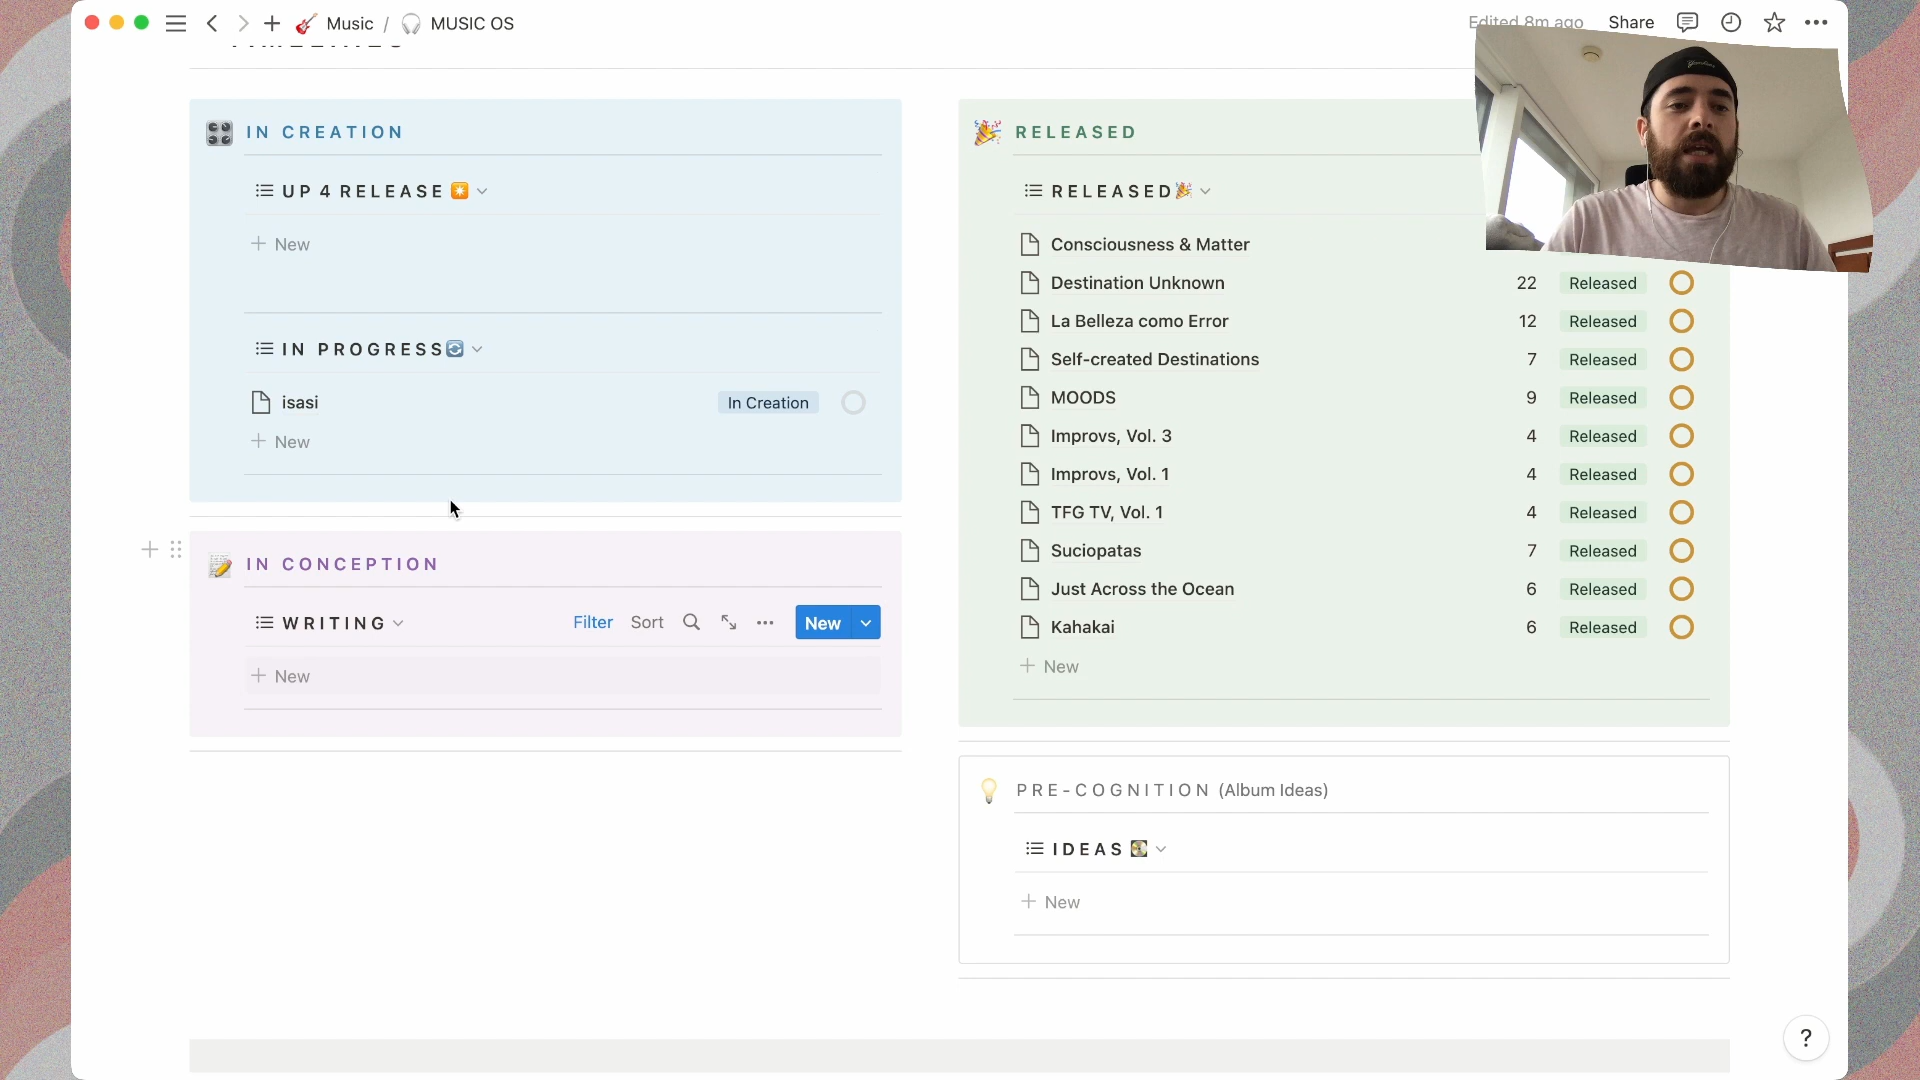 Music / MUSIC OS
Edited 8m ago Share
IN CREATION
UP 4 RELEASE
+ New
IN PROGRESS
isasi In Creation
+ New
IN CONCEPTION
WRITING Filter Sort New
+ New
RELEASED
RELEASED
Consciousness & Matter
Destination Unknown 22 Released
La Belleza como Error 12 Released
Self-created Destinations 7 Released
MOODS 9 Released
Improvs, Vol. 3 4 Released
Improvs, Vol. 1 4 Released
TFG TV, Vol. 1 4 Released
Suciopatas 7 Released
Just Across the Ocean 6 Released
Kahakai 6 Released
+ New
PRE-COGNITION (Album Ideas)
IDEAS
+ New
?